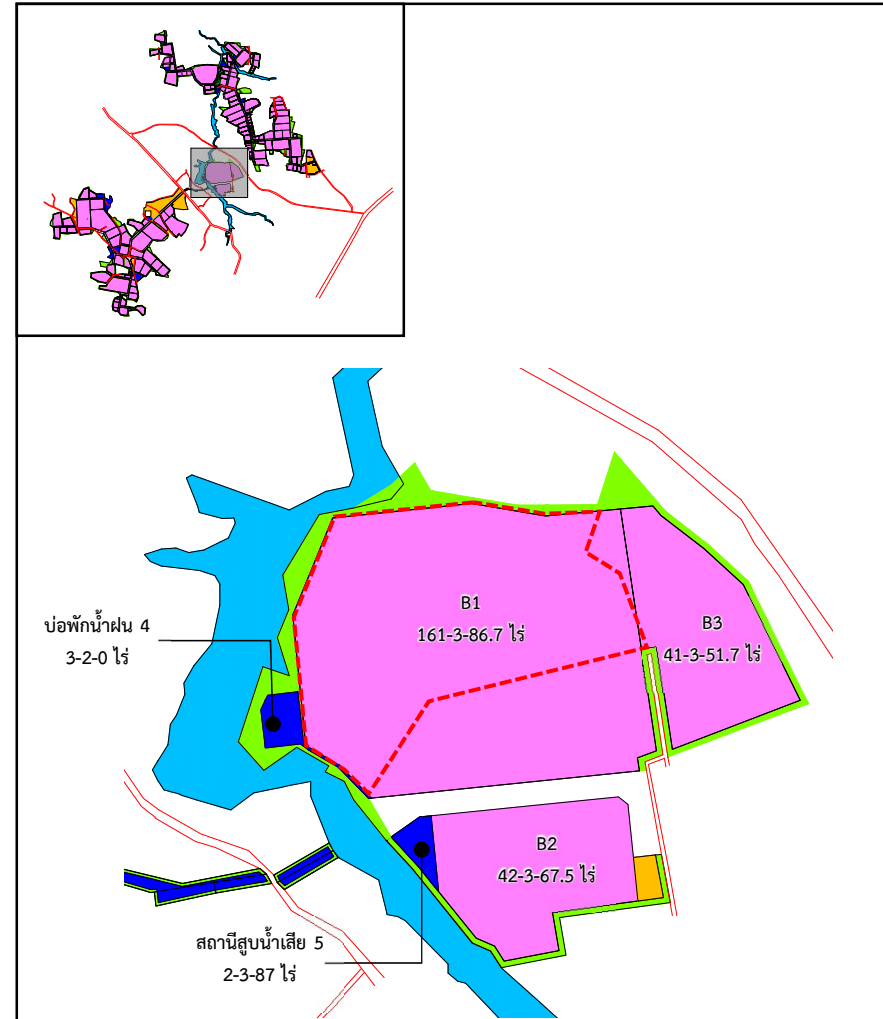 B1
161-3-86.7 ไร่
B3
41-3-51.7 ไร่
บ่อพักน้ำฝน 4
3-2-0 ไร่
B2
42-3-67.5 ไร่
สถานีสูบน้ำเสีย 5
2-3-87 ไร่